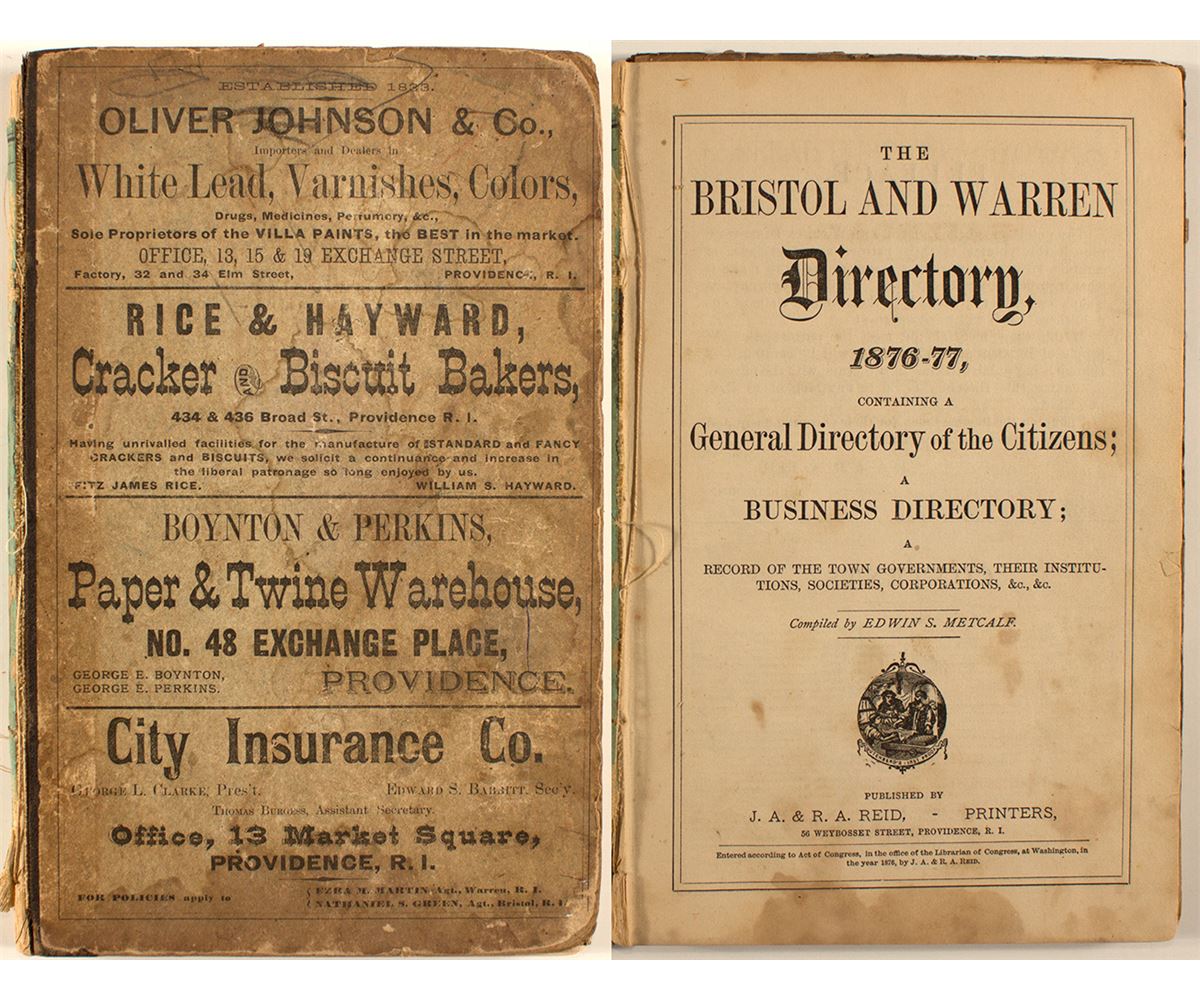 ESTABLISHED 1833.
OLIVER JOHNSON & Co.,
Importers and Dealers in
White Lead, Varnishes, Colors,
Drugs, Medicines, Perfumery, &c.,
Sole Proprietors of the VILLA PAINTS, the BEST in the market.
OFFICE, 13, 15 & 19 EXCHANGE STREET,
Factory, 32 and 34 Elm Street, PROVIDENCE, R. I.
RICE & HAYWARD,
Cracker AND Biscuit Bakers,
434 & 436 Broad St., Providence R. I.
Having unrivalled facilities for the manufacture of STANDARD and FANCY
CRACKERS and BISCUITS, we solicit a continuance and increase in
the liberal patronage so long enjoyed by us.
FITZ JAMES RICE. WILLIAM S. HAYWARD.
BOYNTON & PERKINS,
Paper & Twine Warehouse,
NO. 48 EXCHANGE PLACE,
GEORGE E. BOYNTON,
GEORGE E. PERKINS. PROVIDENCE.
City Insurance Co.
GEORGE L. CLARKE, Pres't. EDWARD S. BABBITT, Sec'y.
THOMAS BURGESS, Assistant Secretary.
Office, 13 Market Square,
PROVIDENCE, R. I.
FOR POLICIES apply to
EZRA M. MARTIN, Agt., Warren, R. I.
NATHANIEL S. GREEN, Agt., Bristol, R. I.
THE
BRISTOL AND WARREN
Directory,
1876-77,
CONTAINING A
General Directory of the Citizens;
A
BUSINESS DIRECTORY;
A
RECORD OF THE TOWN GOVERNMENTS, THEIR INSTITU-
TIONS, SOCIETIES, CORPORATIONS, &c., &c.
Compiled by EDWIN S. METCALF.
PUBLISHED BY
J. A. & R. A. REID, - PRINTERS,
56 WEYBOSSET STREET, PROVIDENCE, R. I.
Entered according to Act of Congress, in the office of the Librarian of Congress, at Washington, in
the year 1876, by J. A. & R. A. REID.